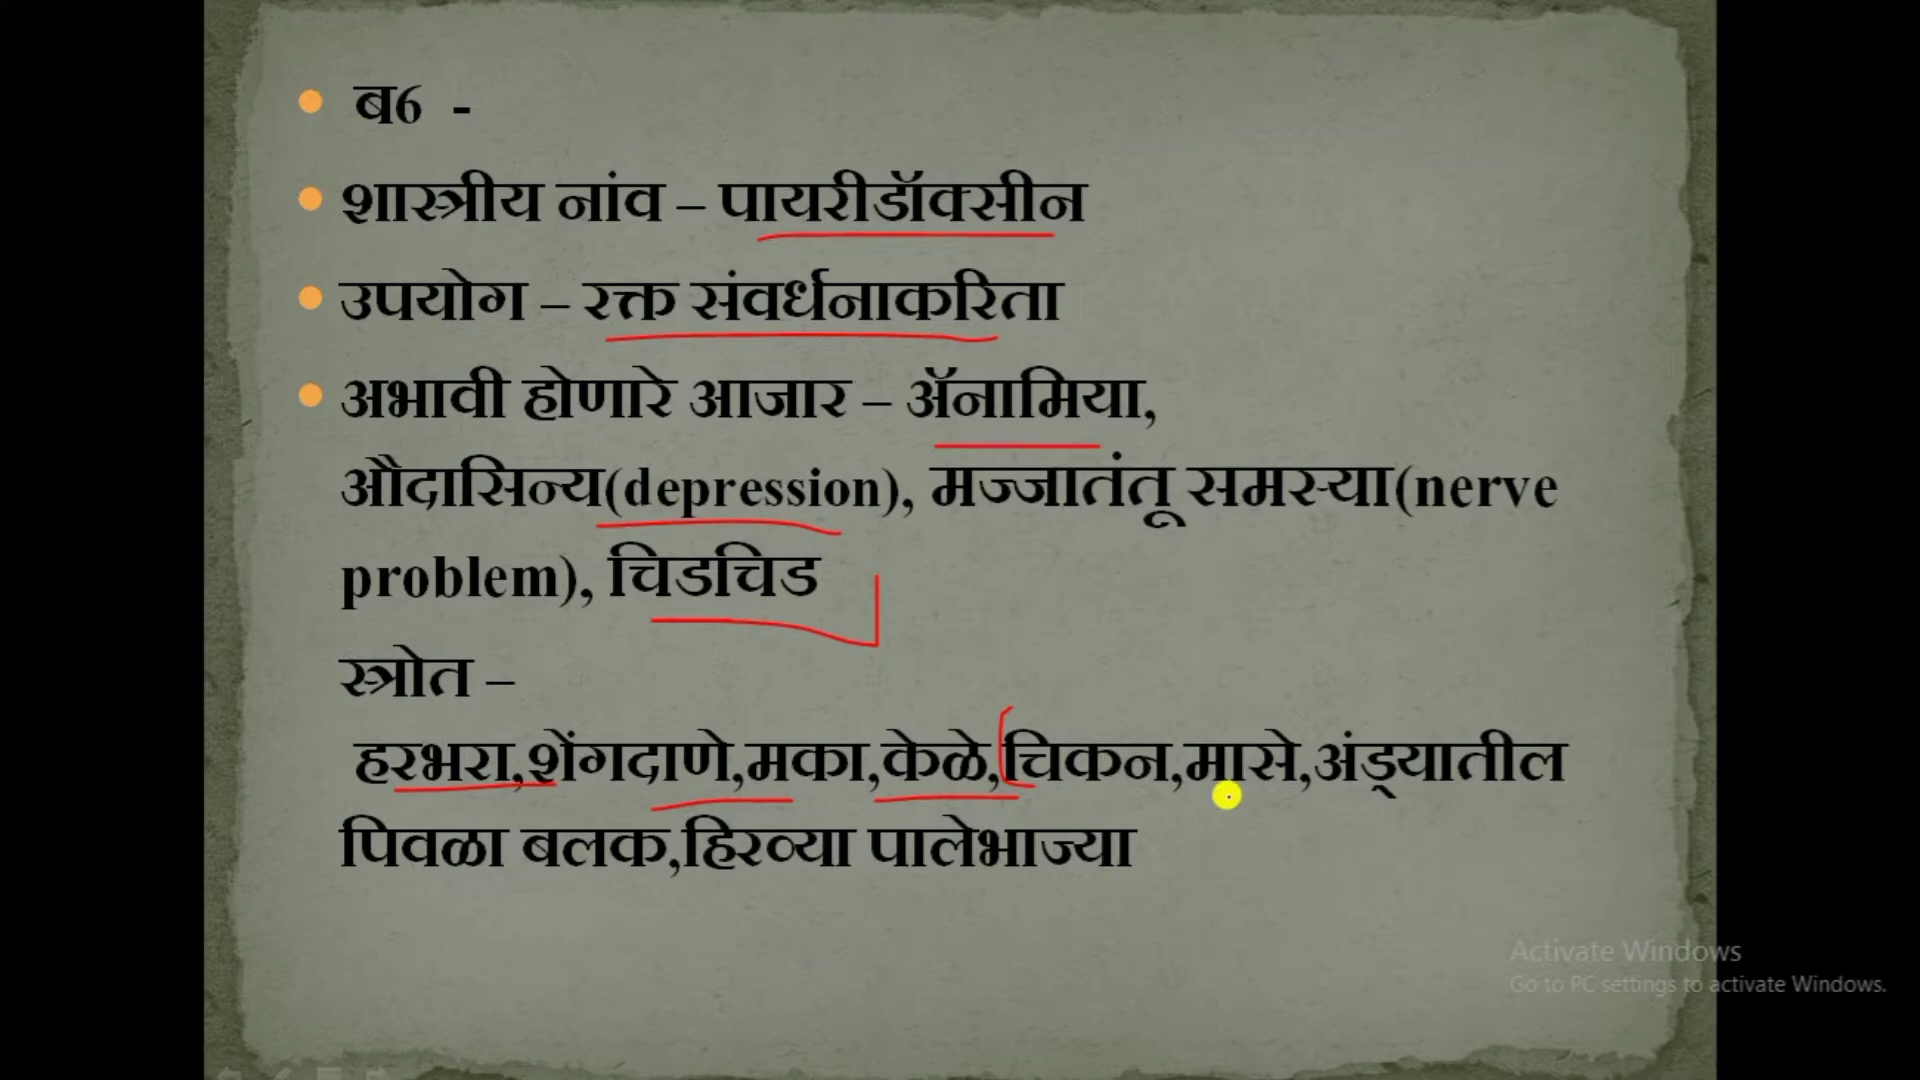 ब6 -
शास्त्रीय नांव – पायरीडॉक्सीन
उपयोग – रक्त संवर्धनाकरिता
अभावी होणारे आजार – ॲनामिया,
औदासिन्य(depression), मज्जातंतू समस्या(nerve
problem), चिडचिड
स्त्रोत –
हरभरा,शेंगदाणे,मका,केळे,चिकन,मासे,अंड्यातील
पिवळा बलक,हिरव्या पालेभाज्या
Activate Windows
Go to PC settings to activate Windows.